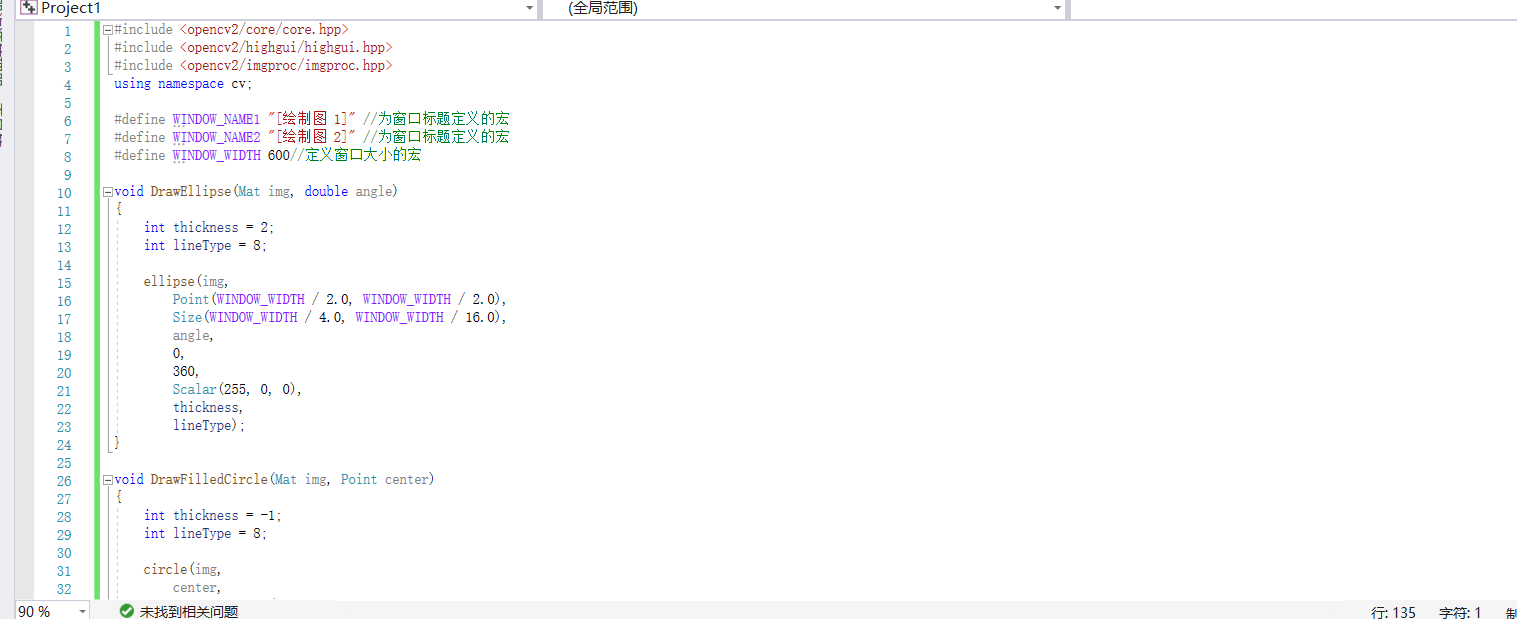 Project1 (全局范围)
1 #include <opencv2/core/core.hpp>
2 #include <opencv2/highgui/highgui.hpp>
3 #include <opencv2/imgproc/imgproc.hpp>
4 using namespace cv;
5
6 #define WINDOW_NAME1 "[绘制图 1]" //为窗口标题定义的宏
7 #define WINDOW_NAME2 "[绘制图 2]" //为窗口标题定义的宏
8 #define WINDOW_WIDTH 600//定义窗口大小的宏
9
10 void DrawEllipse(Mat img, double angle)
11 {
12 int thickness = 2;
13 int lineType = 8;
14
15 ellipse(img,
16 Point(WINDOW_WIDTH / 2.0, WINDOW_WIDTH / 2.0),
17 Size(WINDOW_WIDTH / 4.0, WINDOW_WIDTH / 16.0),
18 angle,
19 0,
20 360,
21 Scalar(255, 0, 0),
22 thickness,
23 lineType);
24 }
25
26 void DrawFilledCircle(Mat img, Point center)
27 {
28 int thickness = -1;
29 int lineType = 8;
30
31 circle(img,
32 center,
90 % 未找到相关问题 行: 135 字符: 1